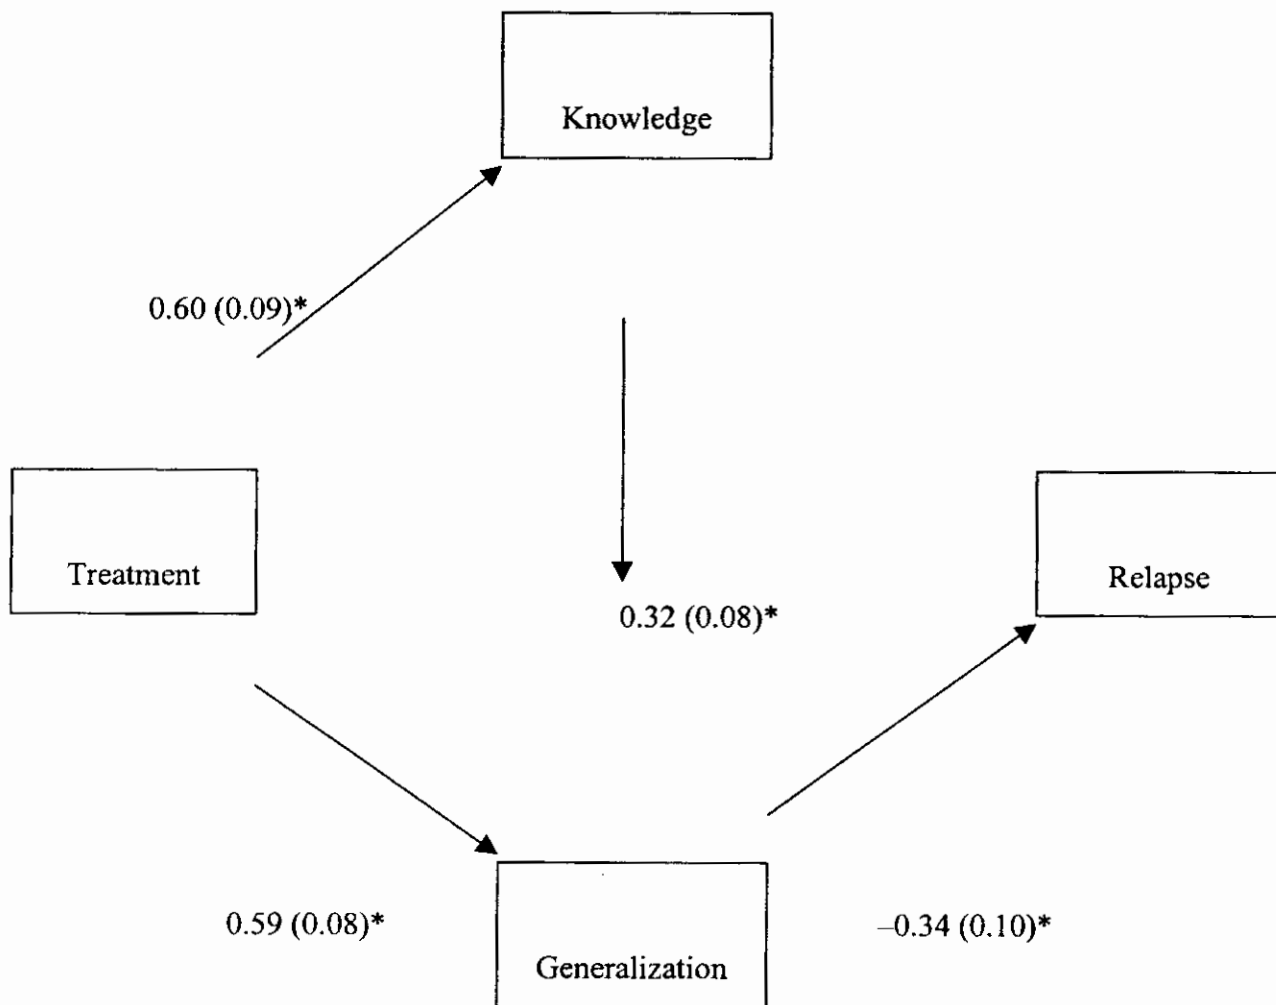 Knowledge
0.60 (0.09)*
Treatment
Relapse
0.32 (0.08)*
0.59 (0.08)*
–0.34 (0.10)*
Generalization